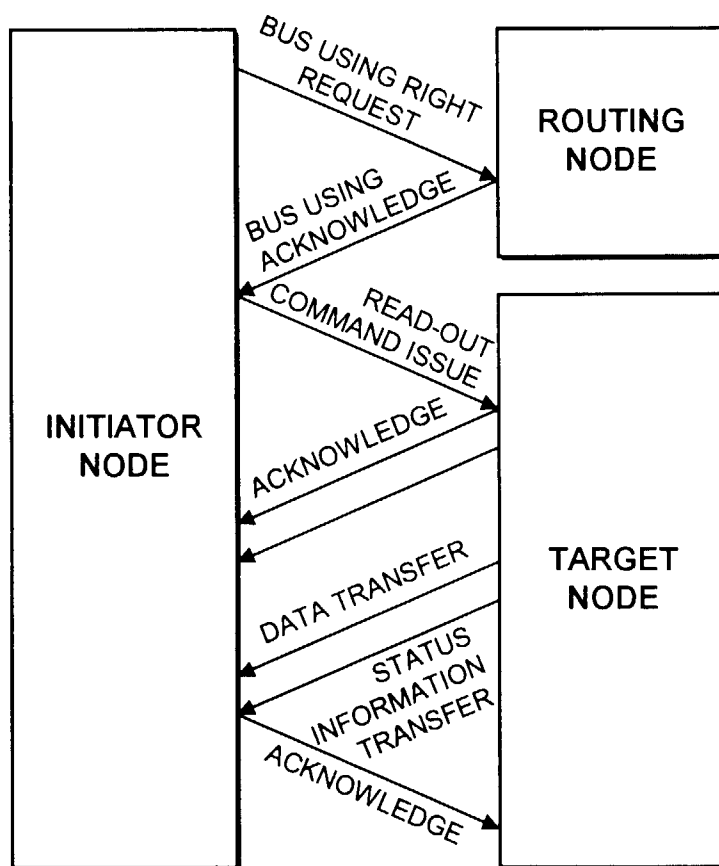 BUS USING RIGHT
REQUEST
ROUTING
NODE
BUS USING
ACKNOWLEDGE
READ-OUT
COMMAND ISSUE
INITIATOR
NODE
ACKNOWLEDGE
TARGET
NODE
DATA TRANSFER
STATUS
INFORMATION
TRANSFER
ACKNOWLEDGE